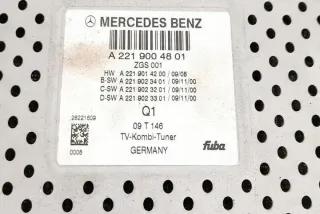 MERCEDES BENZ
A 221 900 48 01
ZGS 001
HW A 221 901 42 00 / 09/08
B-SW A 221 902 34 01 / 09/11/00
C-SW A 221 902 32 01 / 09/11/00
D-SW A 221 902 33 01 / 09/11/00
Q1
28221609
09 T 146
0008
TV-Kombi-Tuner
GERMANY
fuba